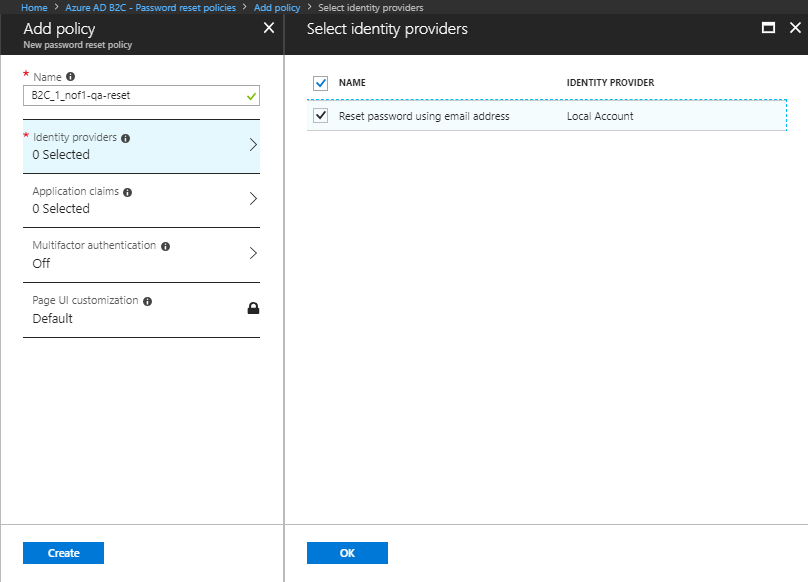 Home > Azure AD B2C - Password reset policies > Add policy > Select identity providers
Add policy
New password reset policy
* Name
B2C_1_nof1-qa-reset
* Identity providers
0 Selected
Application claims
0 Selected
Multifactor authentication
Off
Page UI customization
Default
Create
Select identity providers
NAME IDENTITY PROVIDER
Reset password using email address Local Account
OK